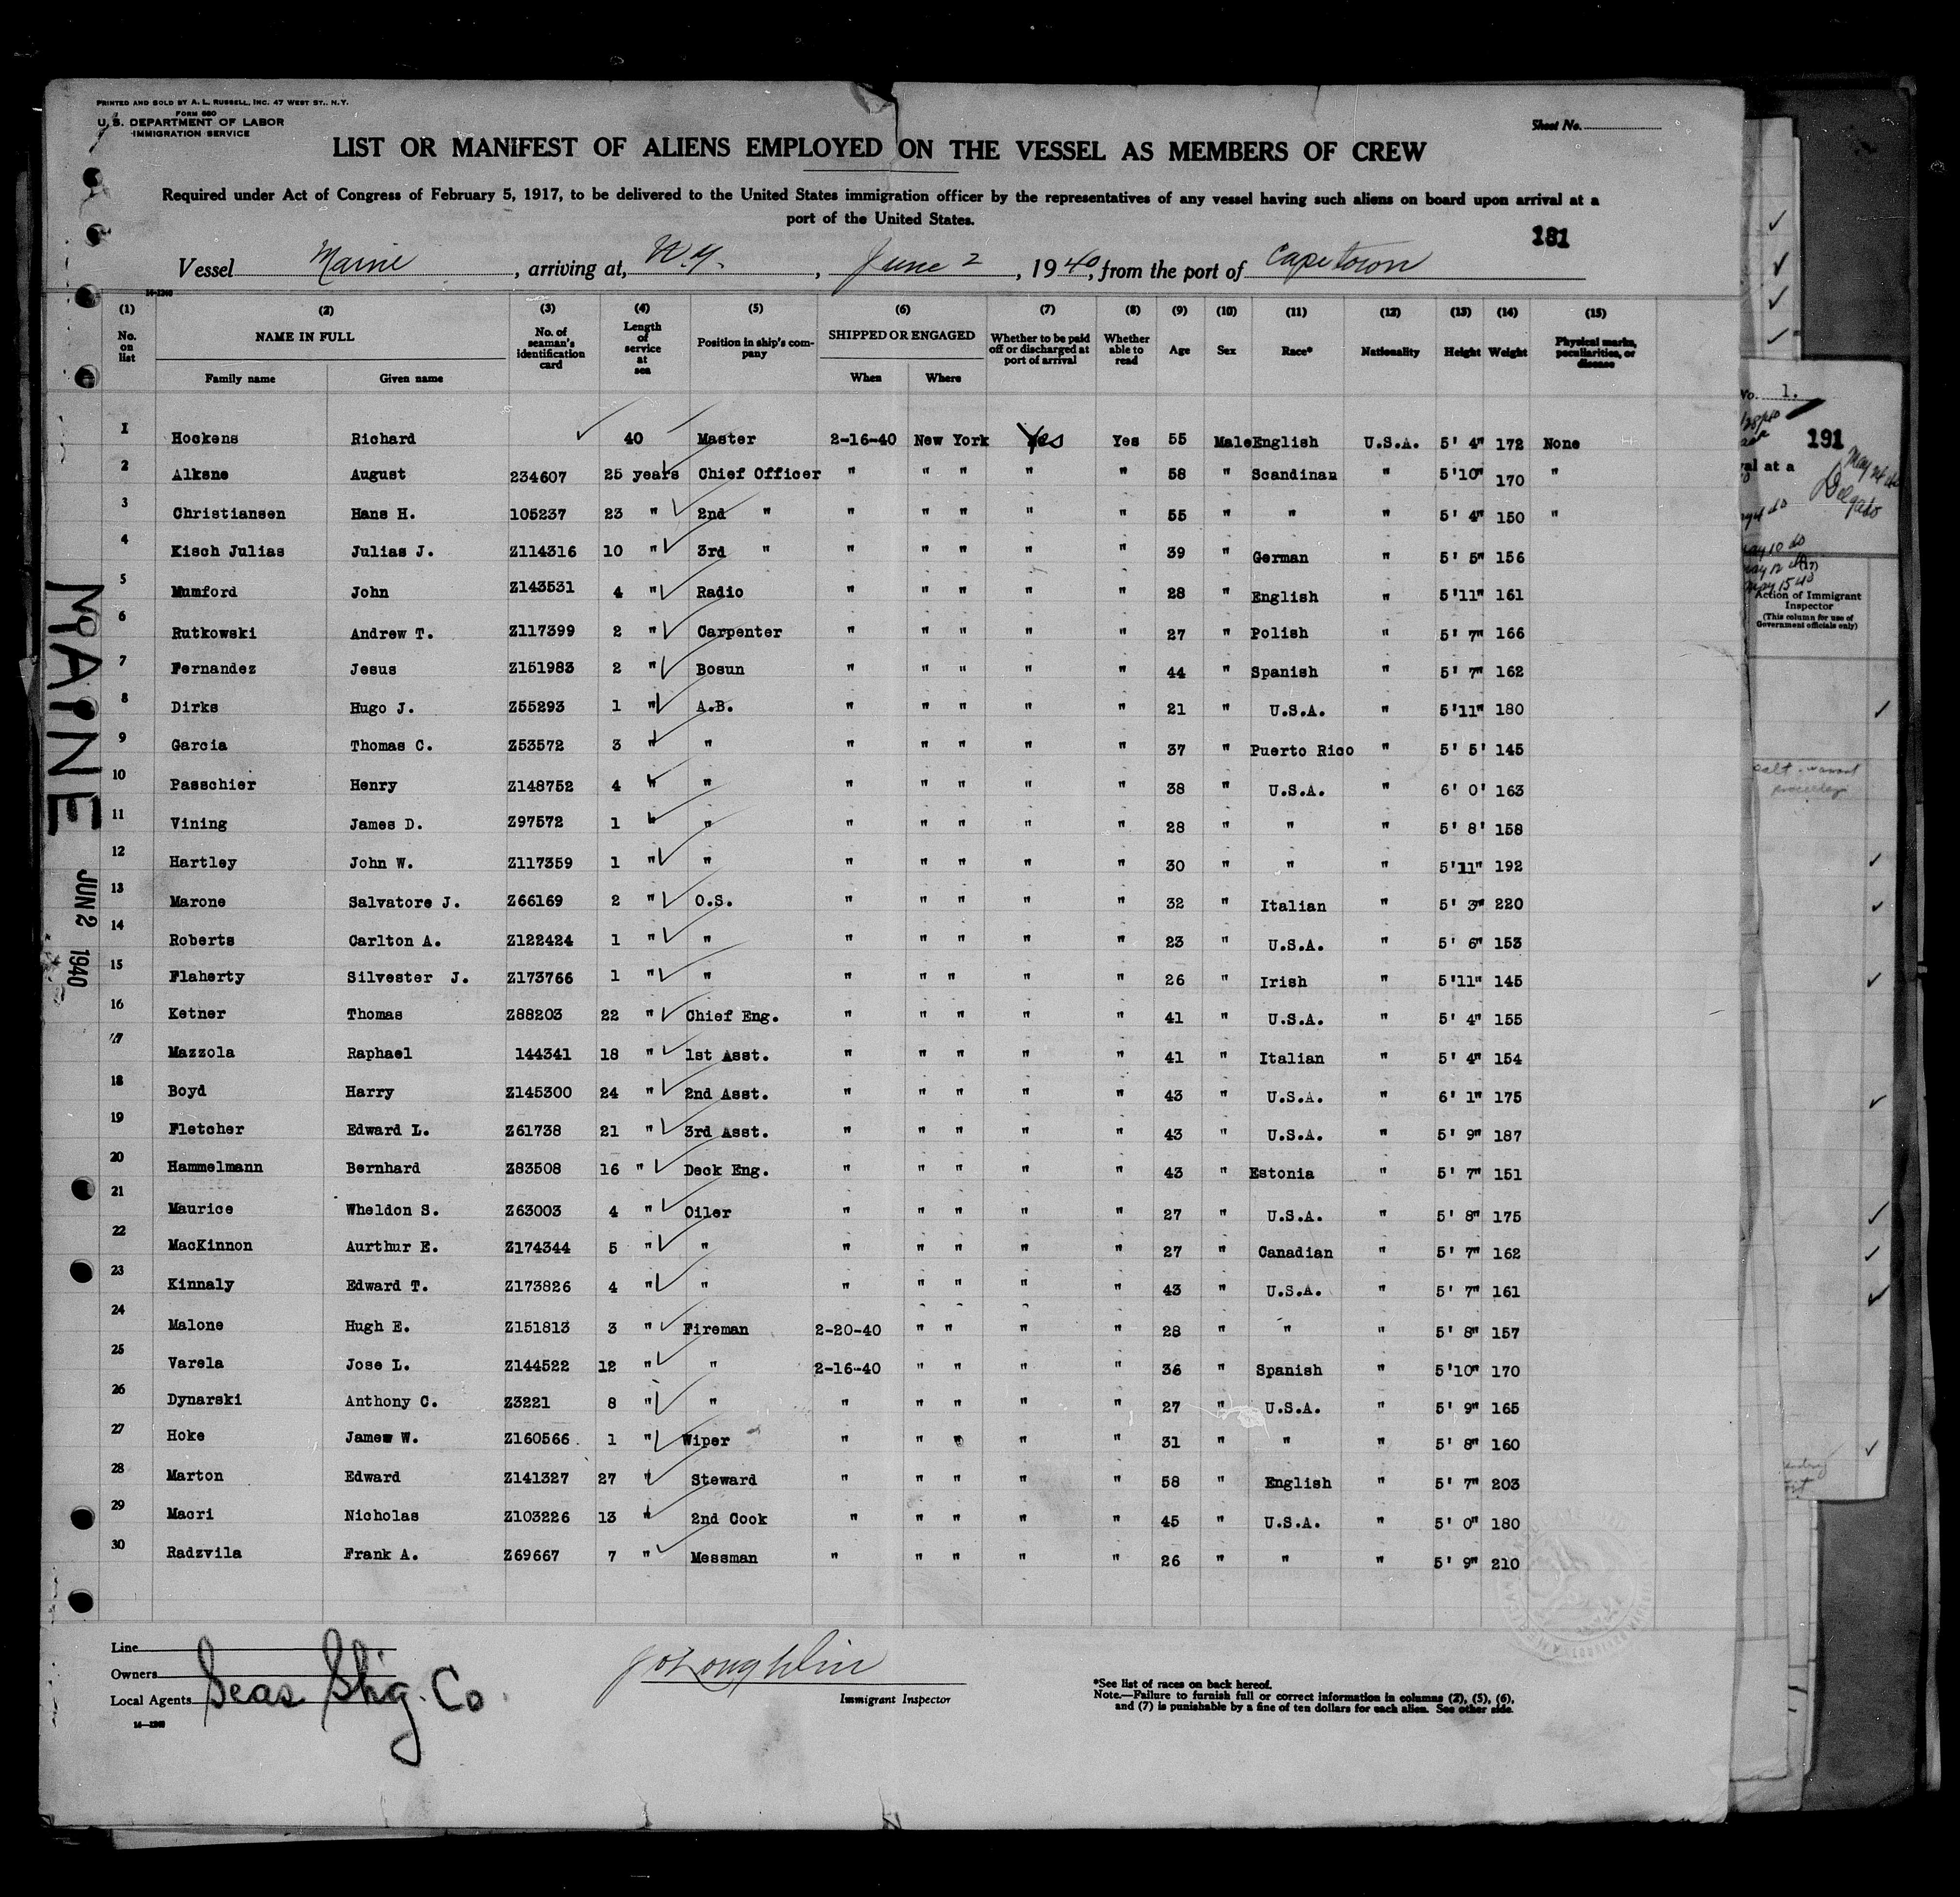 PRINTED AND SOLD BY A. L. RUSSELL, INC. 47 WEST ST., N. Y.
FORM 680
U. S. DEPARTMENT OF LABOR
IMMIGRATION SERVICE
Sheet No.
LIST OR MANIFEST OF ALIENS EMPLOYED ON THE VESSEL AS MEMBERS OF CREW
Required under Act of Congress of February 5, 1917, to be delivered to the United States immigration officer by the representatives of any vessel having such aliens on board upon arrival at a
port of the United States.
181
Vessel Maine, arriving at, N.Y., June 2, 1940, from the port of Capetown
14-1240
(1) (2) (3) (4) (5) (6) (7) (8) (9) (10) (11) (12) (13) (14) (15)
No. on list NAME IN FULL Family name Given name No. of seaman's identification card Length of service at sea Position in ship's company SHIPPED OR ENGAGED When Where Whether to be paid off or discharged at port of arrival Whether able to read Age Sex Race* Nationality Height Weight Physical marks, peculiarities, or disease
1 Hockens Richard 40 Master 2-16-40 New York Yes Yes 55 Male English U.S.A. 5' 4" 172 None
2 Alksne August 234607 25 years Chief Officer " " " " " 58 " Scandinan " 5'10" 170 "
3 Christiansen Hans H. 105237 23 " 2nd " " " " " " 55 " " " 5' 4" 150 "
4 Kisch Julias Julias J. Z114316 10 " 3rd " " " " " " 39 " German " 5' 5" 156
5 Mumford John Z143531 4 " Radio " " " " " 28 " English " 5'11" 161
6 Rutkowski Andrew T. Z117399 2 " Carpenter " " " " " 27 " Polish " 5' 7" 166
7 Fernandez Jesus Z151983 2 " Bosun " " " " " 44 " Spanish " 5' 7" 162
8 Dirks Hugo J. Z55293 1 " A.B. " " " " " 21 " U.S.A. " 5'11" 180
9 Garcia Thomas C. Z53572 3 " " " " " " " 37 " Puerto Rico " 5' 5' 145
10 Passchier Henry Z148752 4 " " " " " " " 38 " U.S.A. " 6' 0' 163
11 Vining James D. Z97572 1 " " " " " " " 28 " " " 5' 8' 158
12 Hartley John W. Z117359 1 " " " " " " " 30 " " " 5'11" 192
13 Marone Salvatore J. Z66169 2 " O.S. " " " " " 32 " Italian " 5' 3" 220
14 Roberts Carlton A. Z122424 1 " " " " " " " 23 " U.S.A. " 5' 6" 153
15 Flaherty Silvester J. Z173766 1 " " " " " " " 26 " Irish " 5'11" 145
16 Ketner Thomas Z88203 22 " Chief Eng. " " " " " 41 " U.S.A. " 5' 4" 155
17 Mazzola Raphael 144341 18 " 1st Asst. " " " " " 41 " Italian " 5' 4" 154
18 Boyd Harry Z145300 24 " 2nd Asst. " " " " " 43 " U.S.A. " 6' 1" 175
19 Fletcher Edward L. Z61738 21 " 3rd Asst. " " " " " 43 " U.S.A. " 5' 9" 187
20 Hammelmann Bernhard Z83508 16 " Deck Eng. " " " " " 43 " Estonia " 5' 7" 151
21 Maurice Wheldon S. Z63003 4 " Oiler " " " " " 27 " U.S.A. " 5' 8" 175
22 MacKinnon Aurthur E. Z174344 5 " " " " " " " 27 " Canadian " 5' 7" 162
23 Kinnaly Edward T. Z173826 4 " " " " " " " 43 " U.S.A. " 5' 7" 161
24 Malone Hugh E. Z151813 3 " Fireman 2-20-40 " " " " 28 " " " 5' 8" 157
25 Varela Jose L. Z144522 12 " " 2-16-40 " " " " 36 " Spanish " 5'10" 170
26 Dynarski Anthony C. Z3221 8 " " " " " " " 27 " U.S.A. " 5' 9" 165
27 Hoke Jamew W. Z160566 1 " Wiper " " " " " 31 " " " 5' 8" 160
28 Marton Edward Z141327 27 " Steward " " " " " 58 " English " 5' 7" 203
29 Macri Nicholas Z103226 13 " 2nd Cook " " " " " 45 " U.S.A. " 5' 0" 180
30 Radzvila Frank A. Z69667 7 " Messman " " " " " 26 " " " 5' 9" 210
MAINE
JUN 2 1940
Line
Owners
Local Agents Seas Shg. Co.
14-1240
Immigrant Inspector
*See list of races on back hereof.
Note.—Failure to furnish full or correct information in columns (2), (5), (6),
and (7) is punishable by a fine of ten dollars for each alien. See other side.
No. 1.
191
val at a
May 24 40
Delgado
May 10 40
May 12 40
May 15 40
Action of Immigrant
Inspector
(This column for use of
Government officials only)